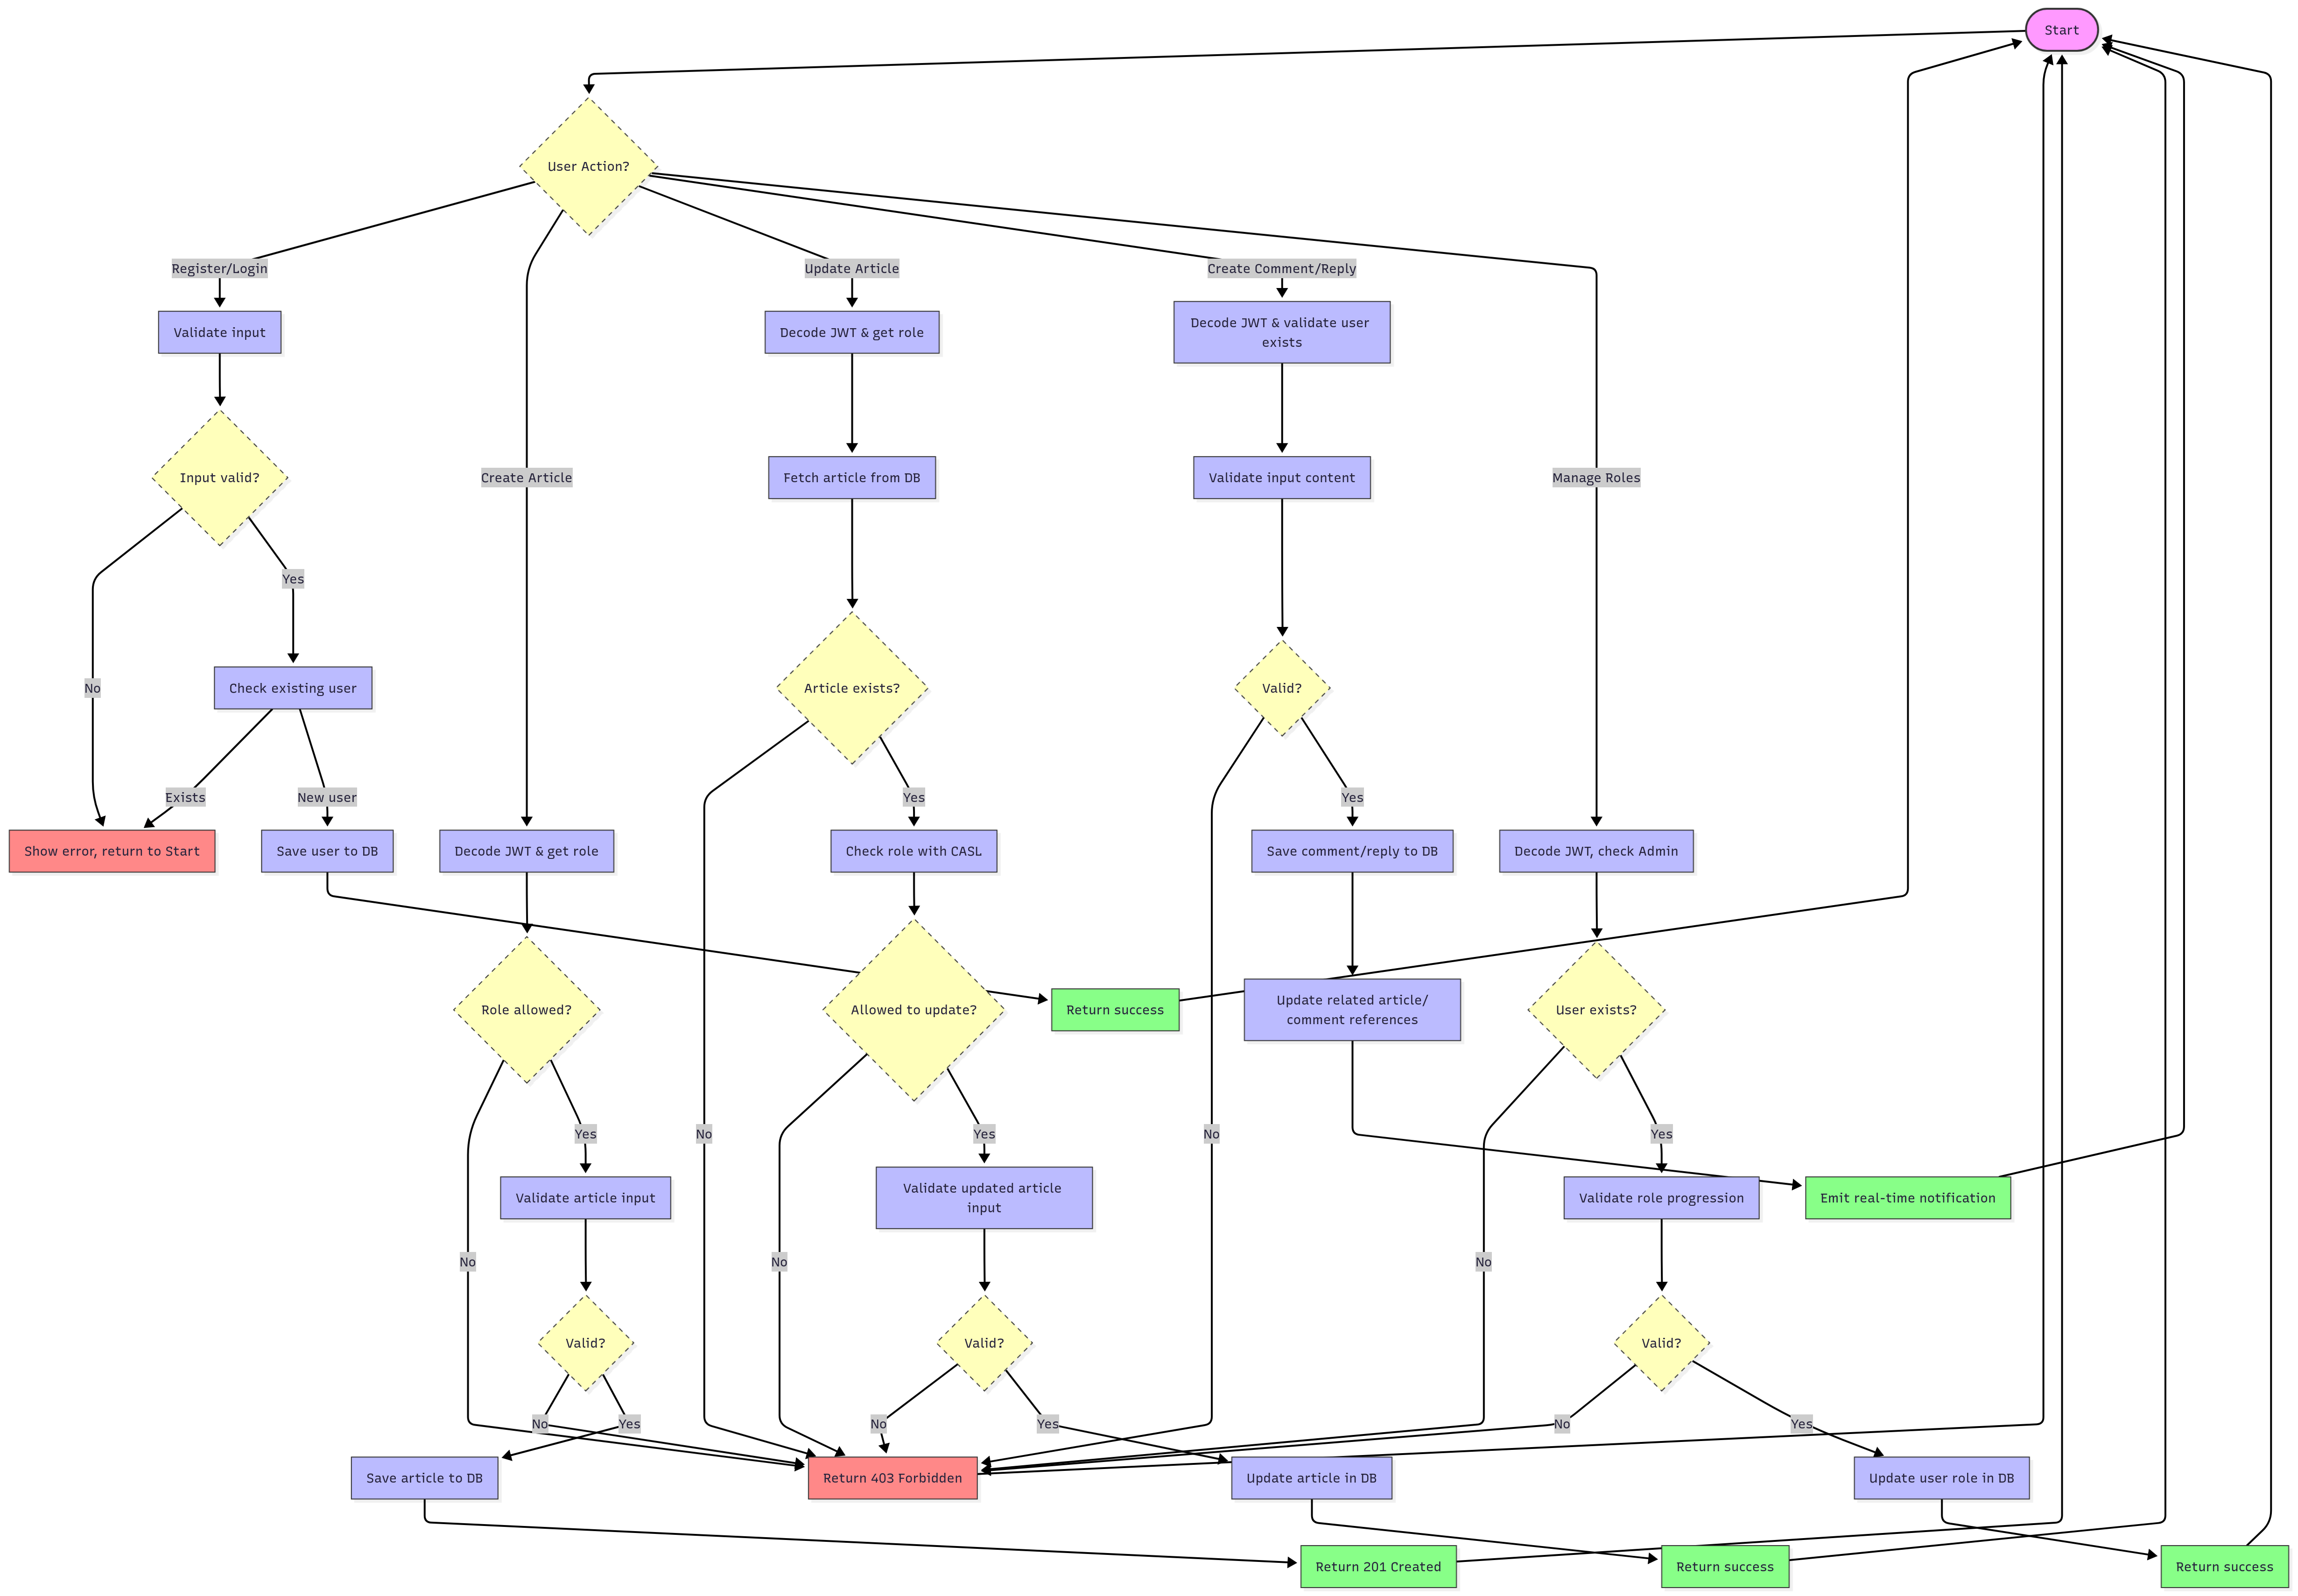 Start
User Action?
Register/Login
Update Article
Create Comment/Reply
Validate input
Decode JWT & get role
Decode JWT & validate user
exists
Input valid?
Create Article
Fetch article from DB
Validate input content
Manage Roles
Yes
No
Check existing user
Article exists?
Valid?
Exists
New user
Yes
Yes
Show error, return to Start
Save user to DB
Decode JWT & get role
Check role with CASL
Save comment/reply to DB
Decode JWT, check Admin
Role allowed?
Allowed to update?
Return success
Update related article/
comment references
User exists?
Yes
No
Yes
No
Yes
Validate article input
Validate updated article
input
Validate role progression
Emit real-time notification
No
No
No
Valid?
Valid?
Valid?
No
Yes
No
Yes
No
Yes
Save article to DB
Return 403 Forbidden
Update article in DB
Update user role in DB
Return 201 Created
Return success
Return success